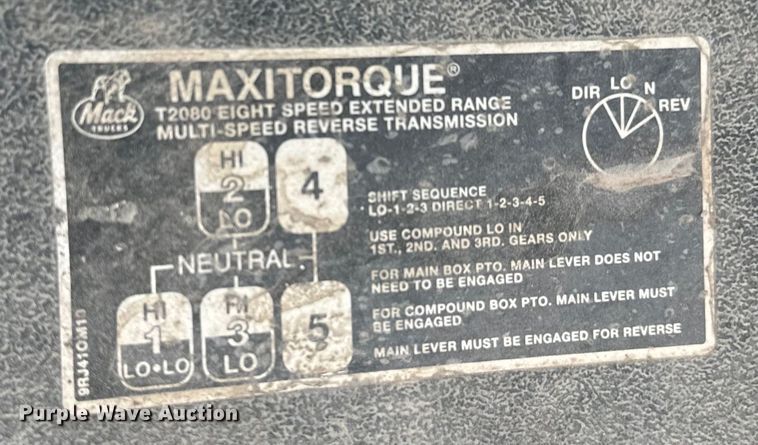 Mack
TRUCKS
MAXITORQUE®
T2080 EIGHT SPEED EXTENDED RANGE
MULTI-SPEED REVERSE TRANSMISSION
DIR LO N REV
HI
2
LO
4
NEUTRAL
HI
1
LO•LO
HI
3
LO
5
SHIFT SEQUENCE
LO-1-2-3 DIRECT 1-2-3-4-5
USE COMPOUND LO IN
1ST., 2ND. AND 3RD. GEARS ONLY
FOR MAIN BOX PTO. MAIN LEVER DOES NOT
NEED TO BE ENGAGED
FOR COMPOUND BOX PTO. MAIN LEVER MUST
BE ENGAGED
MAIN LEVER MUST BE ENGAGED FOR REVERSE
Purple Wave Auction